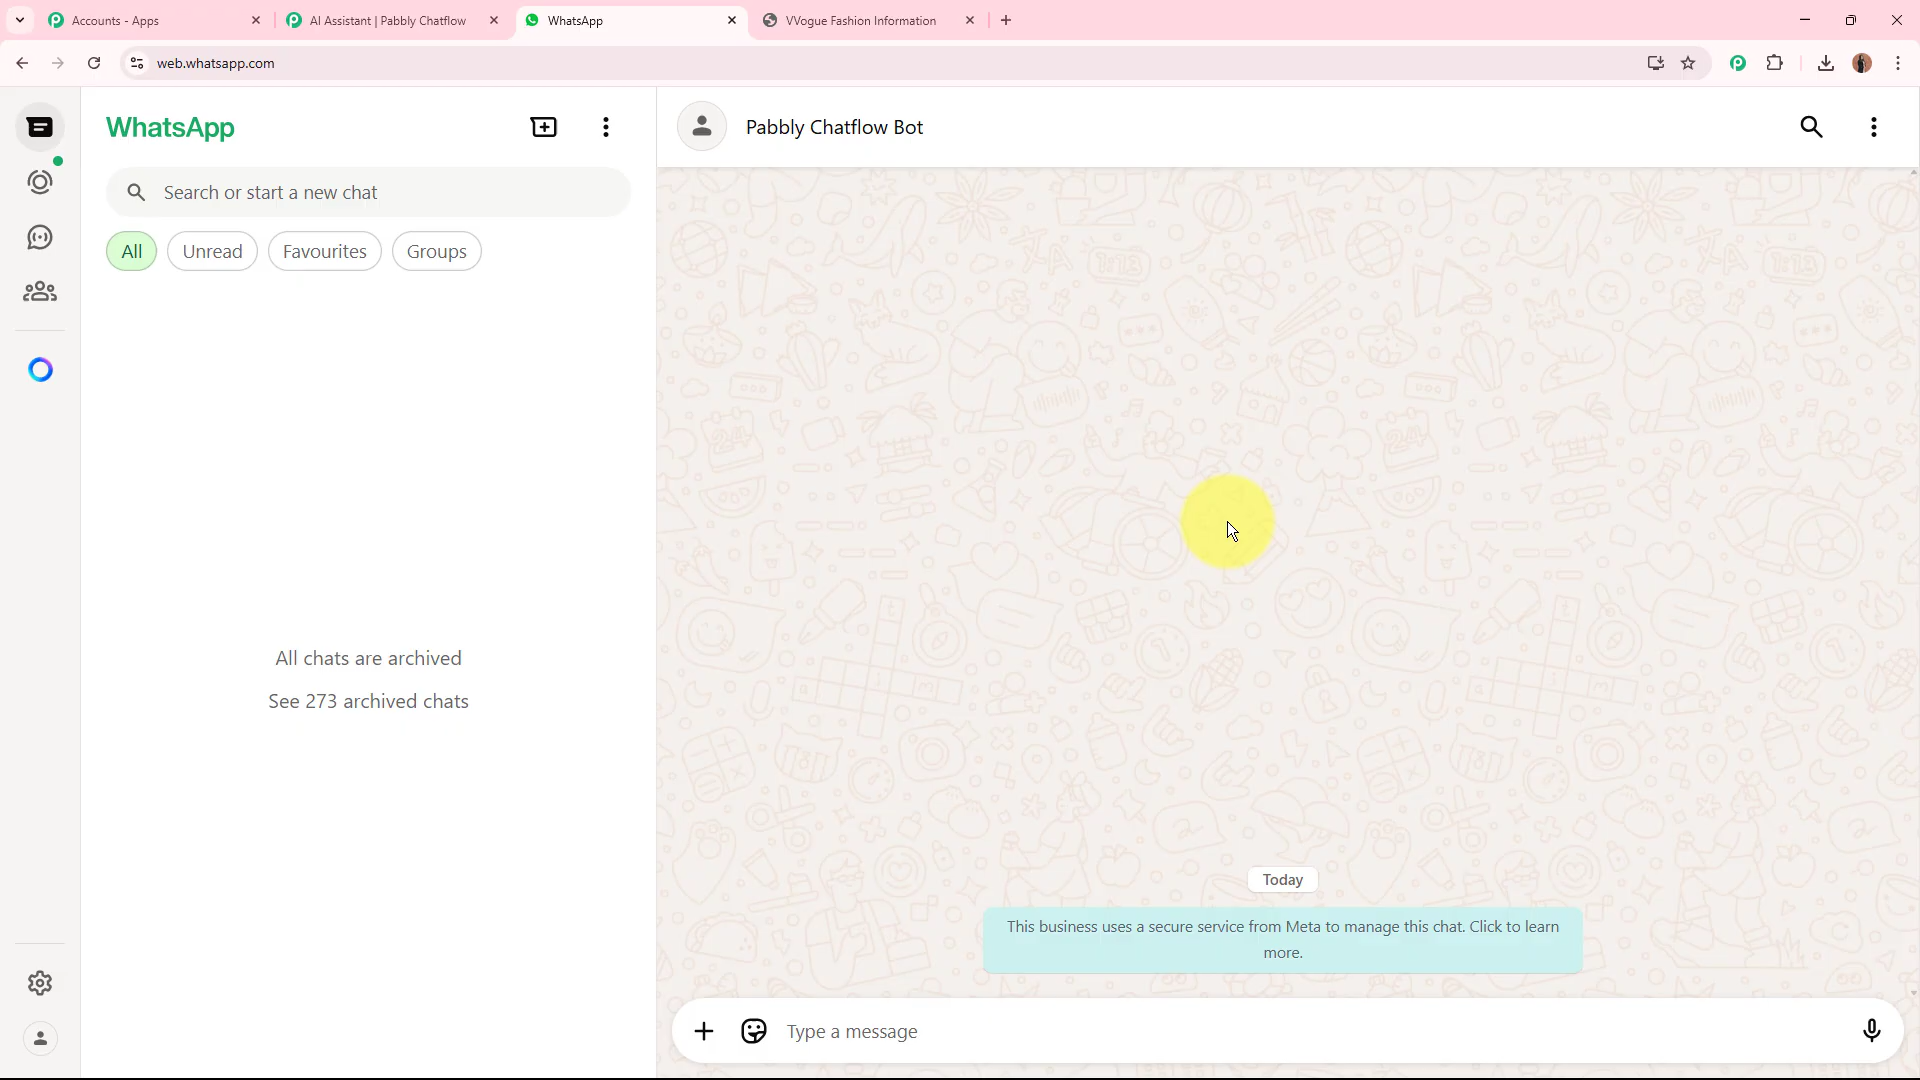 Accounts - Apps
AI Assistant | Pabbly Chatflow
WhatsApp
VVogue Fashion Information
web.whatsapp.com
WhatsApp
Pabbly Chatflow Bot
Search or start a new chat
All
Unread
Favourites
Groups
All chats are archived
See 273 archived chats
Today
This business uses a secure service from Meta to manage this chat. Click to learn
more.
Type a message